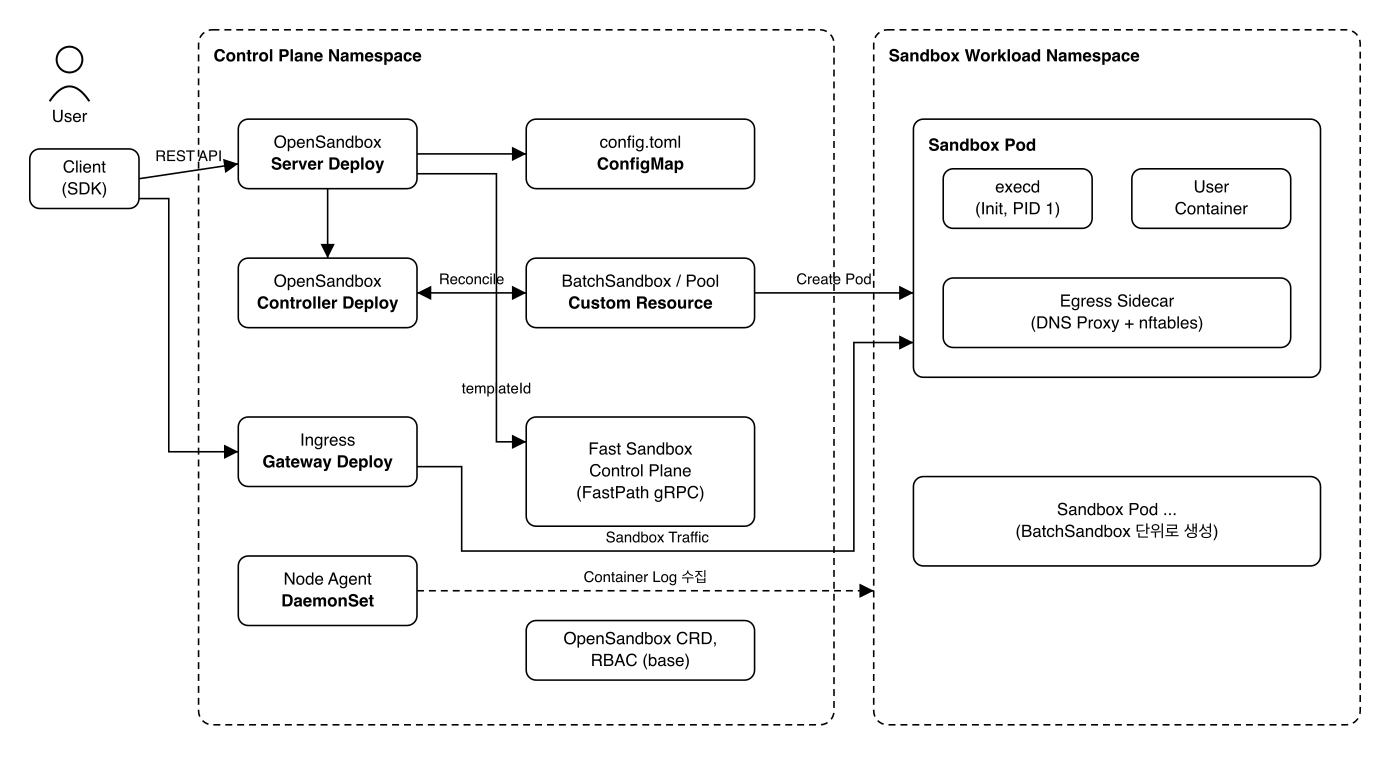 Control Plane Namespace
Sandbox Workload Namespace
User
Client
(SDK)
REST API
OpenSandbox
Server Deploy
config.toml
ConfigMap
Sandbox Pod
execd
(Init, PID 1)
User
Container
OpenSandbox
Controller Deploy
Reconcile
BatchSandbox / Pool
Custom Resource
Create Pod
Egress Sidecar
(DNS Proxy + nftables)
templateId
Ingress
Gateway Deploy
Fast Sandbox
Control Plane
(FastPath gRPC)
Sandbox Traffic
Sandbox Pod ...
(BatchSandbox 단위로 생성)
Node Agent
DaemonSet
Container Log 수집
OpenSandbox CRD,
RBAC (base)